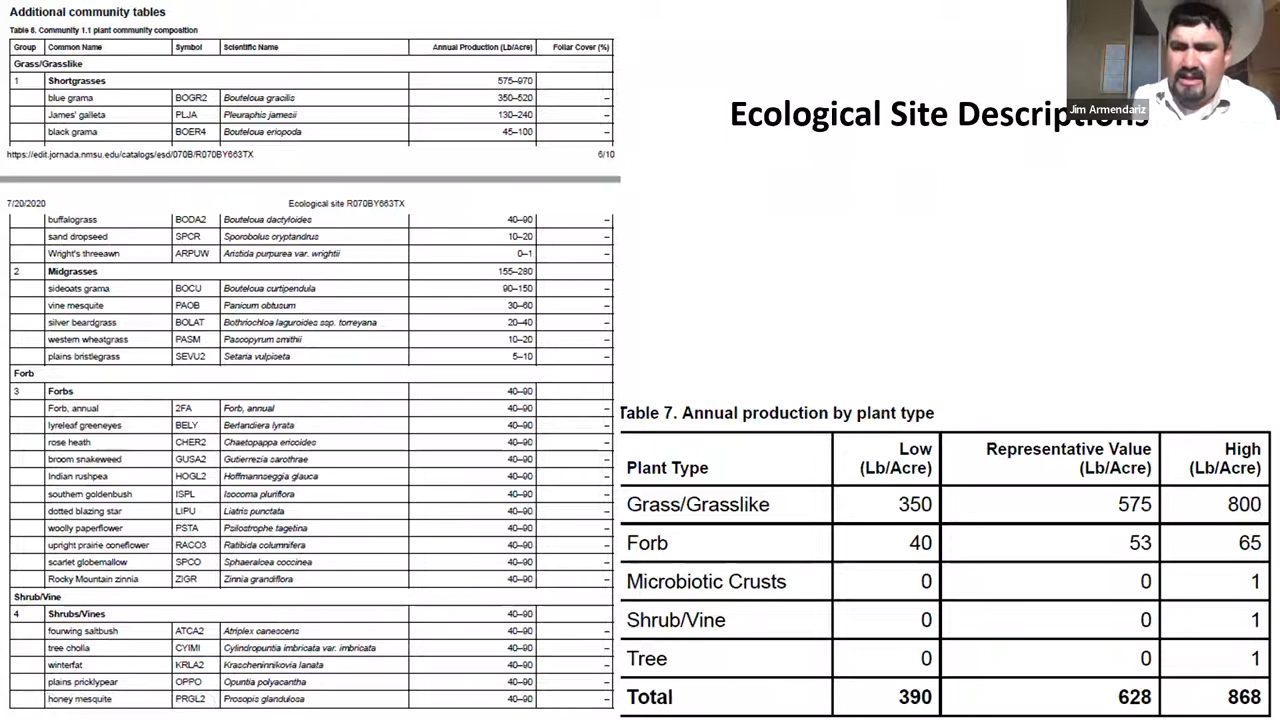 Additional community tables
Table 8. Community 1.1 plant community composition
Group Common Name Symbol Scientific Name Annual Production (Lb/Acre) Foliar Cover (%)
Grass/Grasslike
1 Shortgrasses 575–970
blue grama BOGR2 Bouteloua gracilis 350–520 –
James' galleta PLJA Pleuraphis jamesii 130–240 –
black grama BOER4 Bouteloua eriopoda 45–100 –
https://edit.jornada.nmsu.edu/catalogs/esd/070B/R070BY663TX 6/10
7/20/2020 Ecological site R070BY663TX
buffalograss BODA2 Bouteloua dactyloides 40–90 –
sand dropseed SPCR Sporobolus cryptandrus 10–20 –
Wright's threeawn ARPUW Aristida purpurea var. wrightii 0–1 –
2 Midgrasses 155–280
sideoats grama BOCU Bouteloua curtipendula 90–150 –
vine mesquite PAOB Panicum obtusum 30–60 –
silver beardgrass BOLAT Bothriochloa laguroides ssp. torreyana 20–40 –
western wheatgrass PASM Pascopyrum smithii 10–20 –
plains bristlegrass SEVU2 Setaria vulpiseta 5–10 –
Forb
3 Forbs 40–90
Forb, annual 2FA Forb, annual 40–90 –
lyreleaf greeneyes BELY Berlandiera lyrata 40–90 –
rose heath CHER2 Chaetopappa ericoides 40–90 –
broom snakeweed GUSA2 Gutierrezia sarothrae 40–90 –
Indian rushpea HOGL2 Hoffmannseggia glauca 40–90 –
southern goldenbush ISPL Isocoma pluriflora 40–90 –
dotted blazing star LIPU Liatris punctata 40–90 –
woolly paperflower PSTA Psilostrophe tagetina 40–90 –
upright prairie coneflower RACO3 Ratibida columnifera 40–90 –
scarlet globemallow SPCO Sphaeralcea coccinea 40–90 –
Rocky Mountain zinnia ZIGR Zinnia grandiflora 40–90 –
Shrub/Vine
4 Shrubs/Vines 40–90
fourwing saltbush ATCA2 Atriplex canescens 40–90 –
tree cholla CYIMI Cylindropuntia imbricata var. imbricata 40–90 –
winterfat KRLA2 Krascheninnikovia lanata 40–90 –
plains pricklypear OPPO Opuntia polyacantha 40–90 –
honey mesquite PRGL2 Prosopis glandulosa 40–90 –
Jim Armendariz
Ecological Site Descriptions
Table 7. Annual production by plant type
Plant Type Low (Lb/Acre) Representative Value (Lb/Acre) High (Lb/Acre)
Grass/Grasslike 350 575 800
Forb 40 53 65
Microbiotic Crusts 0 0 1
Shrub/Vine 0 0 1
Tree 0 0 1
Total 390 628 868